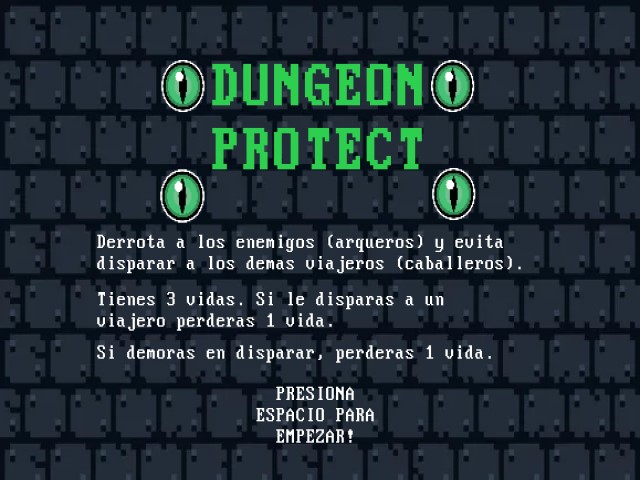 DUNGEON
PROTECT
Derrota a los enemigos (arqueros) y evita
disparar a los demas viajeros (caballeros).
Tienes 3 vidas. Si le disparas a un
viajero perderas 1 vida.
Si demoras en disparar, perderas 1 vida.
PRESIONA
ESPACIO PARA
EMPEZAR!